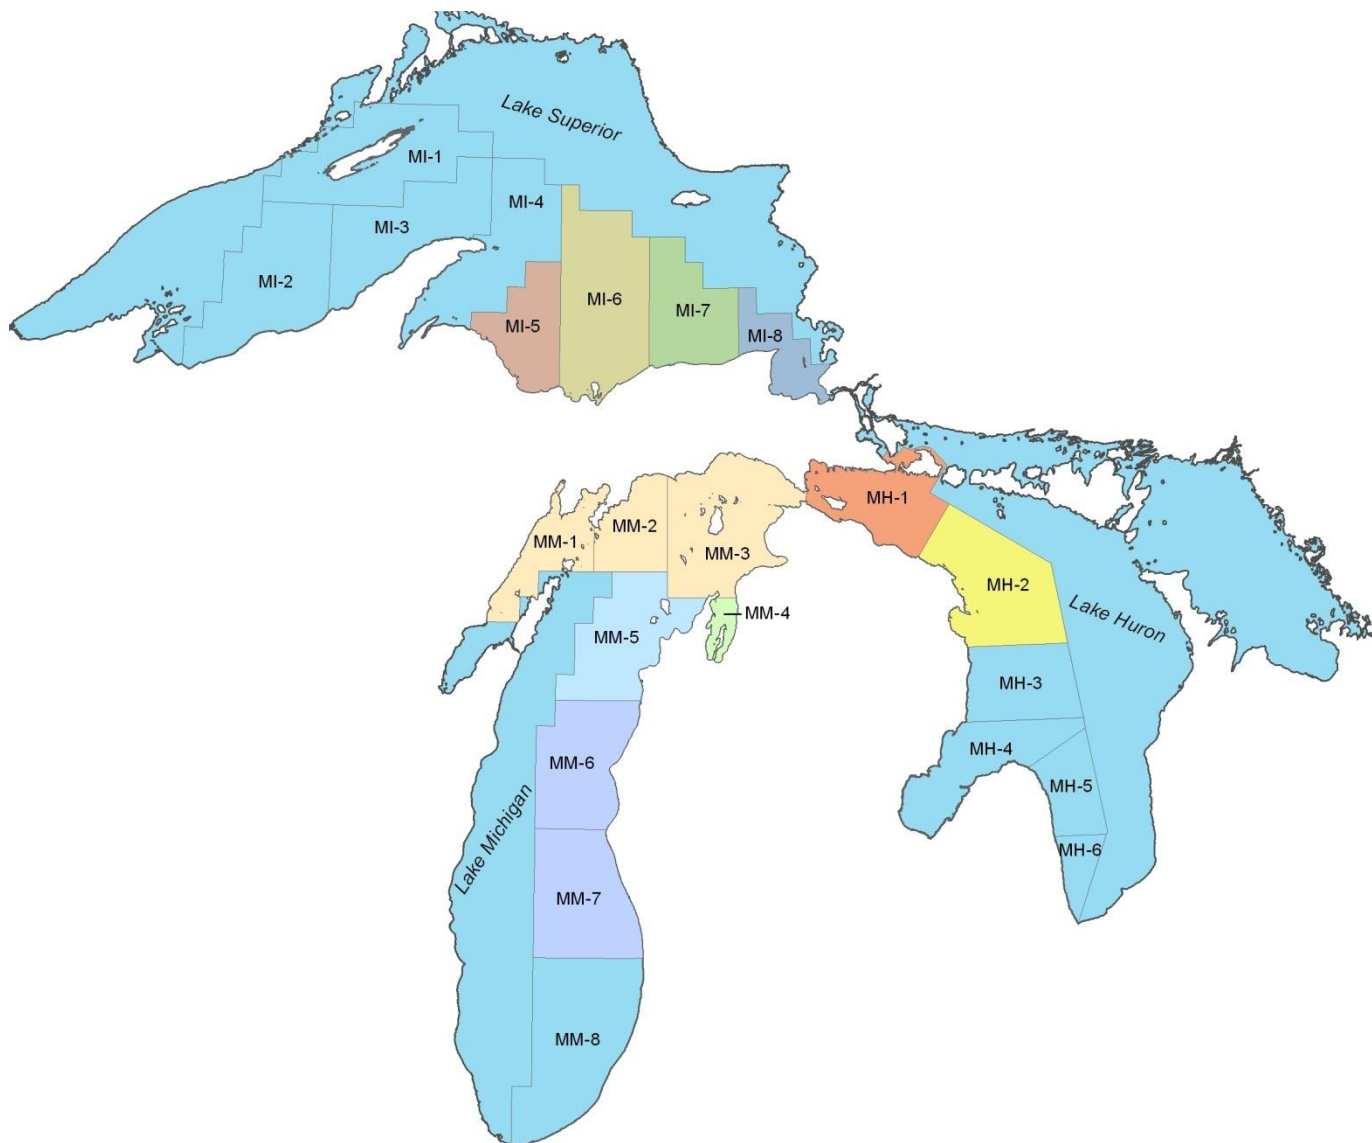 Lake Superior
MI-1
MI-4
MI-3
MI-2
MI-6
MI-7
MI-5
MI-8
MH-1
MM-2
MM-1
MM-3
MH-2
MM-4
Lake Huron
MM-5
MH-3
MH-4
MM-6
MH-5
Lake Michigan
MH-6
MM-7
MM-8